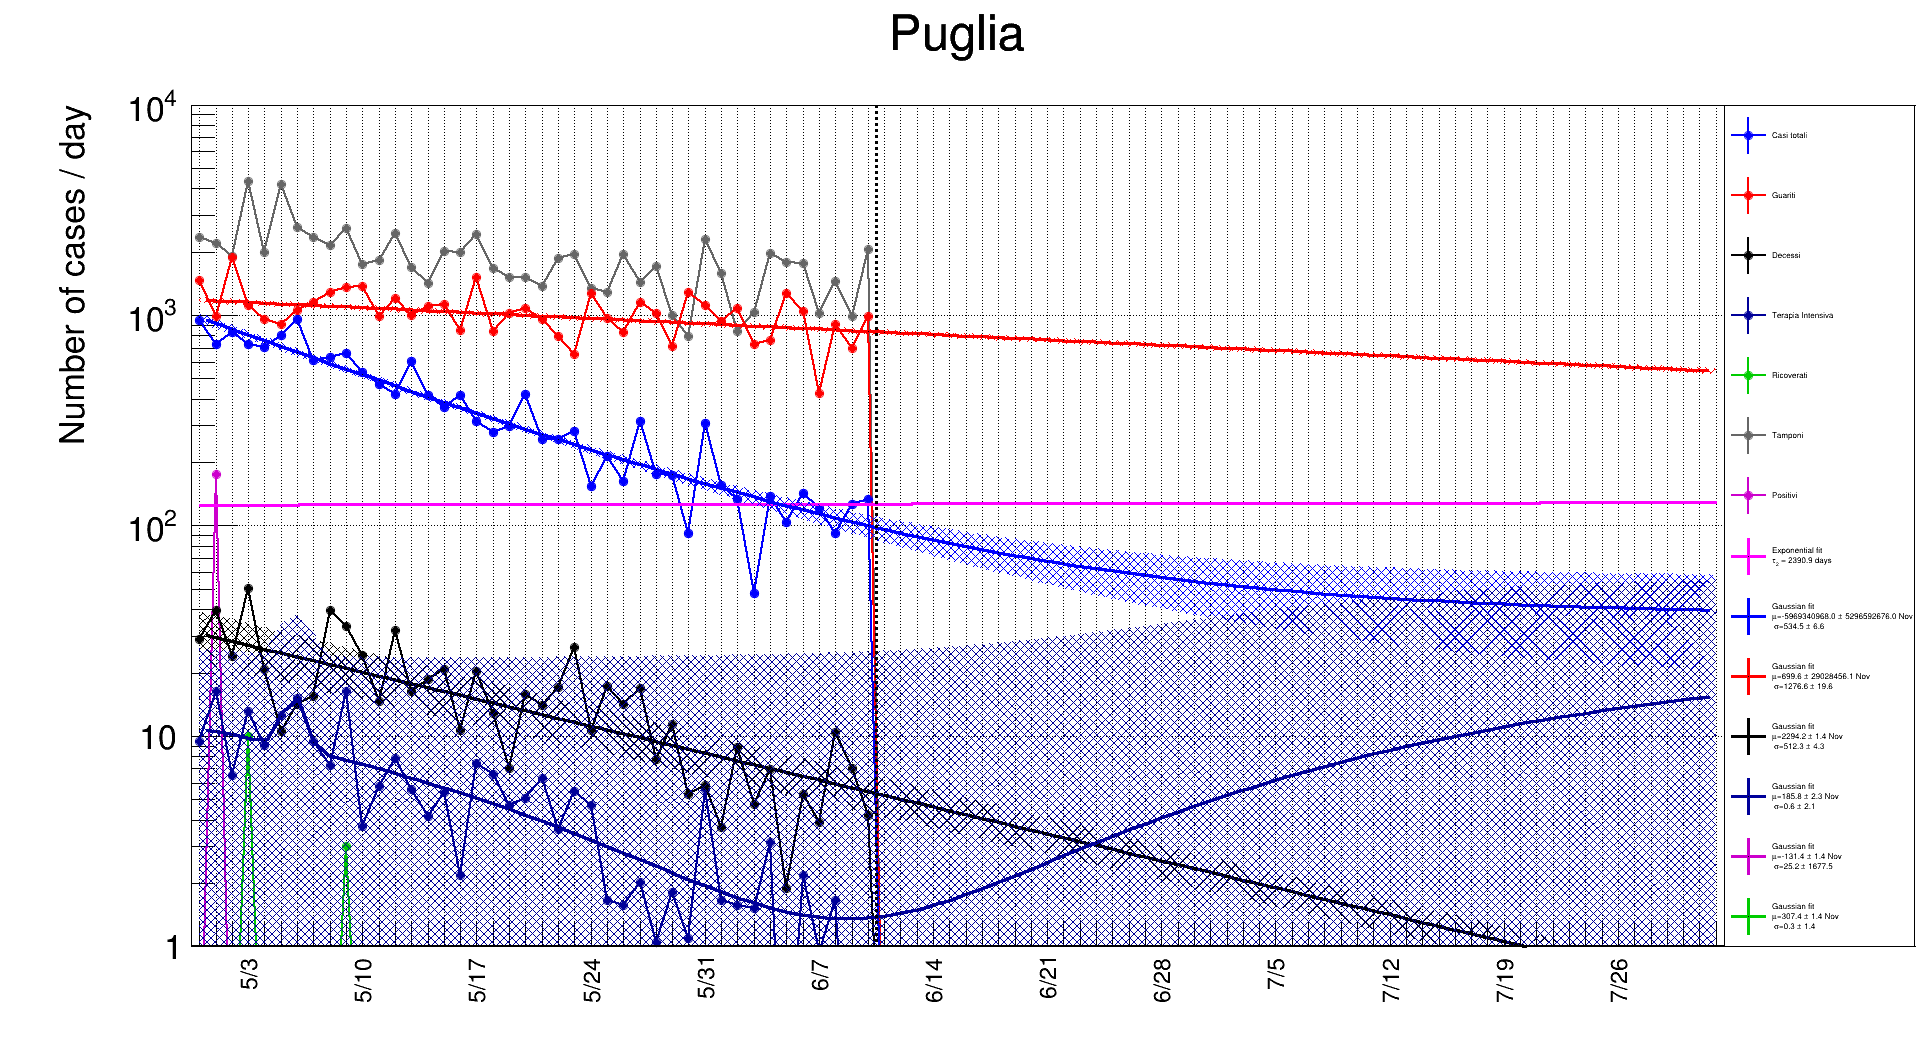 Puglia
Number of cases / day
10^4
10^3
10^2
10
1
5/3
5/10
5/17
5/24
5/31
6/7
6/14
6/21
6/28
7/5
7/12
7/19
7/26
Casi totali
Guariti
Decessi
Terapia Intensiva
Ricoverati
Tamponi
Positivi
Exponential fit
τ₂ = 2390.9 days
Gaussian fit
μ=-5969340968.0 ± 5296592676.0 Nov
σ=534.5 ± 6.6
Gaussian fit
μ=699.6 ± 29028456.1 Nov
σ=1276.6 ± 19.6
Gaussian fit
μ=2294.2 ± 1.4 Nov
σ=512.3 ± 4.3
Gaussian fit
μ=185.8 ± 2.3 Nov
σ=0.6 ± 2.1
Gaussian fit
μ=-131.4 ± 1.4 Nov
σ=25.2 ± 1677.5
Gaussian fit
μ=307.4 ± 1.4 Nov
σ=0.3 ± 1.4